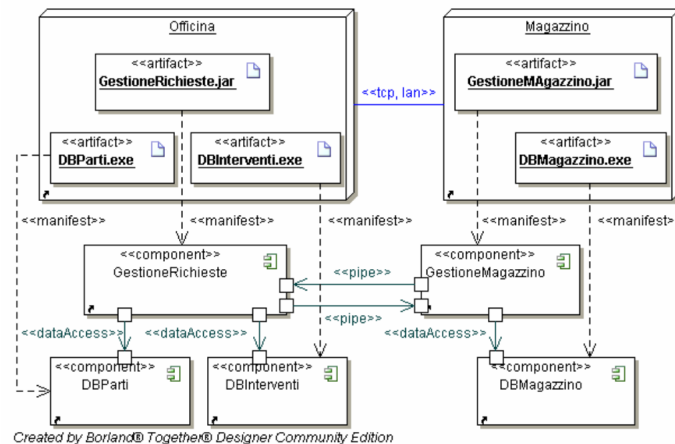 Officina
Magazzino
<<artifact>>
GestioneRichieste.jar
<<artifact>>
GestioneMAgazzino.jar
<<tcp, lan>>
<<artifact>>
DBParti.exe
<<artifact>>
DBInterventi.exe
<<artifact>>
DBMagazzino.exe
<<manifest>>
<<manifest>>
<<manifest>>
<<manifest>>
<<manifest>
<<component>>
GestioneRichieste
<<component>>
GestioneMagazzino
<<pipe>>
<<pipe>>
<<dataAccess>>
<<dataAccess>>
<<dataAccess>>
<<component>>
DBParti
<<component>>
DBInterventi
<<component>>
DBMagazzino
Created by Borland® Together® Designer Community Edition